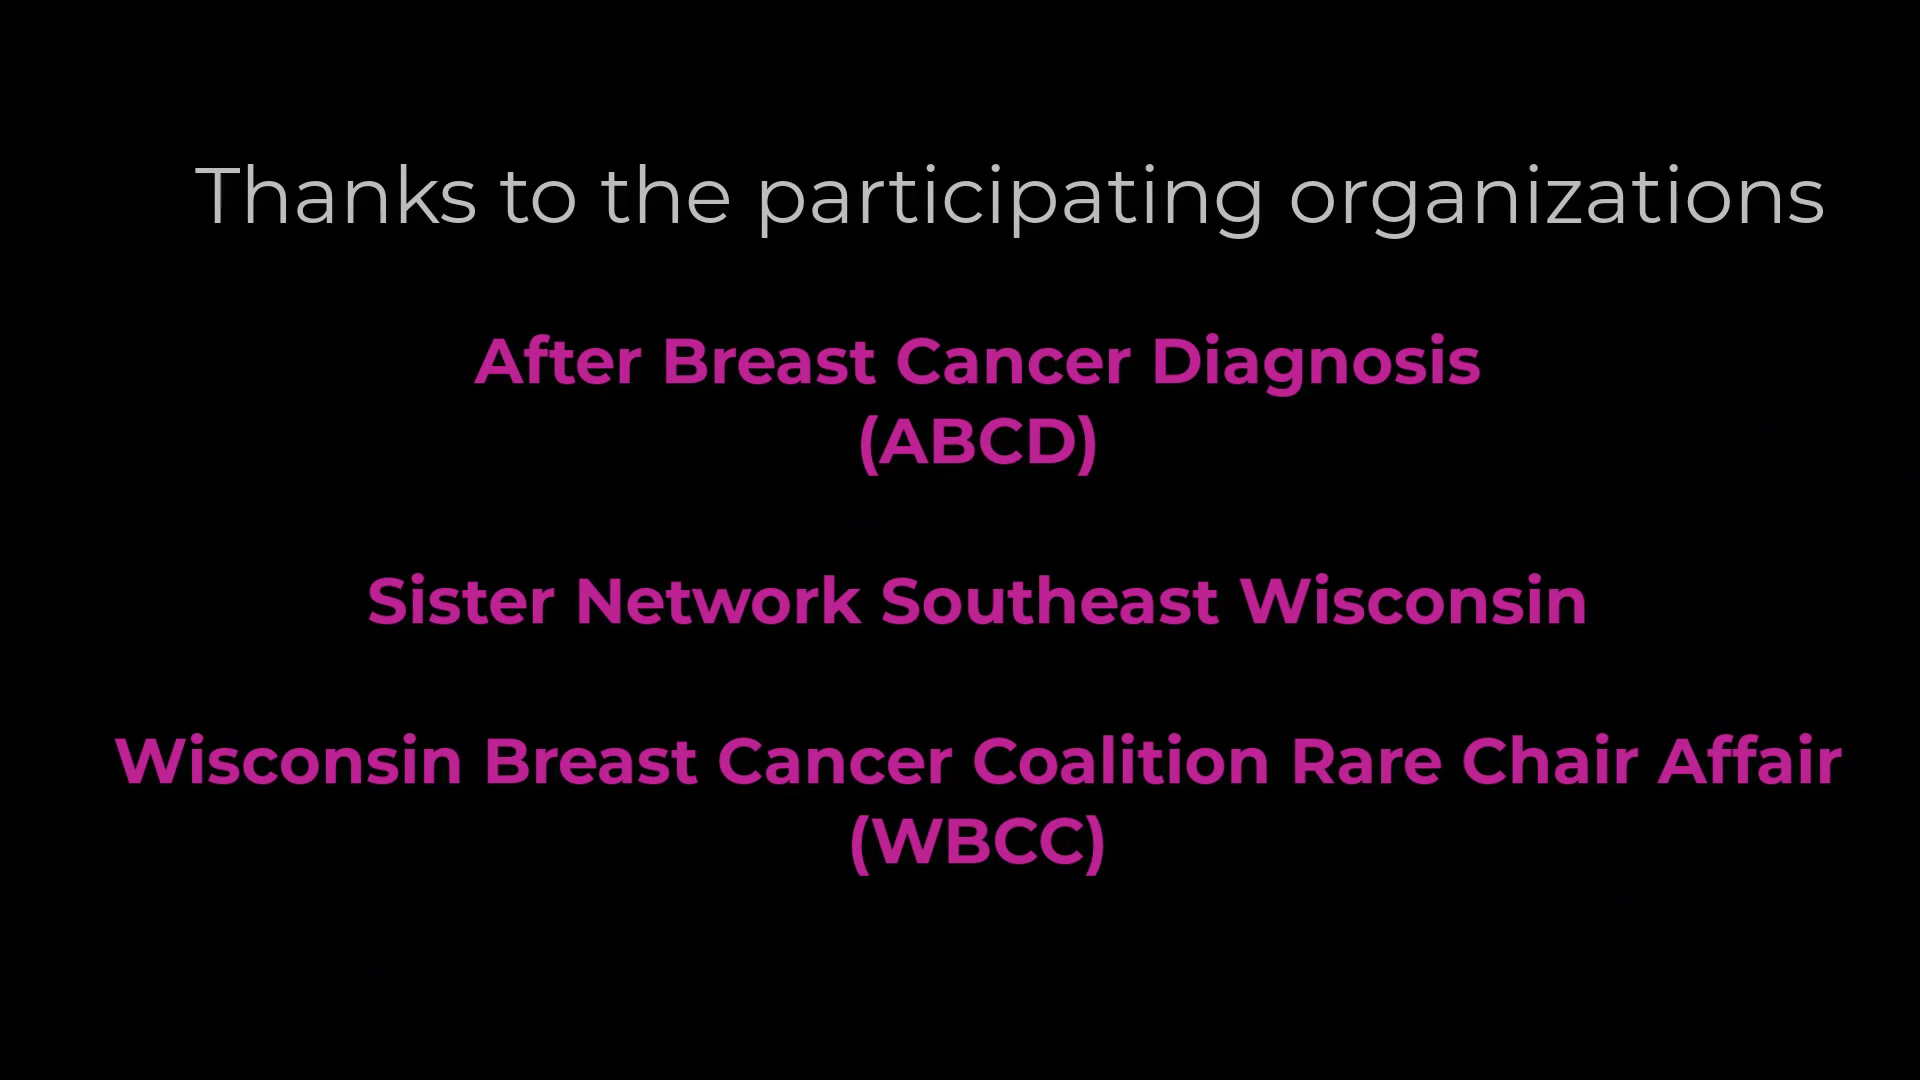 Thanks to the participating organizations
After Breast Cancer Diagnosis
(ABCD)
Sister Network Southeast Wisconsin
Wisconsin Breast Cancer Coalition Rare Chair Affair
(WBCC)